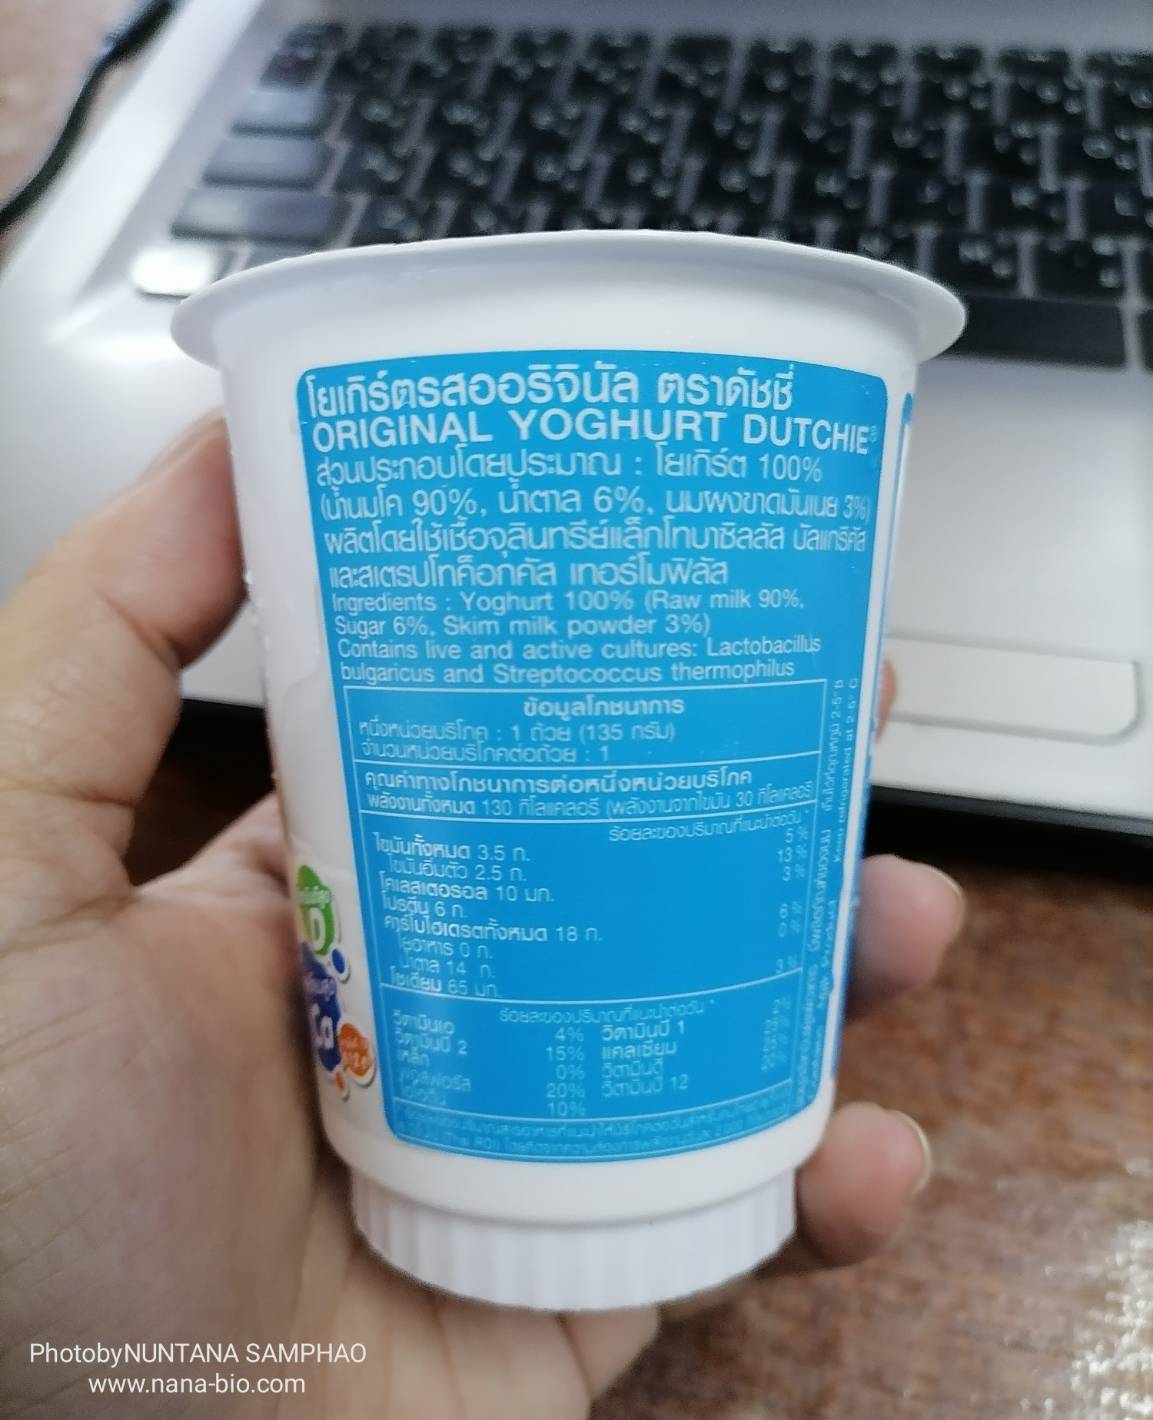 โยเกิร์ตรสออริจินัล ตราดัชชี่
ORIGINAL YOGHURT DUTCHIE®
ส่วนประกอบโดยประมาณ : โยเกิร์ต 100%
(น้ำนมโค 90%, น้ำตาล 6%, นมผงขาดมันเนย 3%)
ผลิตโดยใช้เชื้อจุลินทรีย์แล็กโทบาซิลลัส บัลแกริคัส
และสเตรปโทค็อกคัส เทอร์โมฟิลัส
Ingredients : Yoghurt 100% (Raw milk 90%,
Sugar 6%, Skim milk powder 3%)
Contains live and active cultures: Lactobacillus
bulgaricus and Streptococcus thermophilus
ข้อมูลโภชนาการ
หนึ่งหน่วยบริโภค : 1 ถ้วย (135 กรัม)
จำนวนหน่วยบริโภคต่อถ้วย : 1
คุณค่าทางโภชนาการต่อหนึ่งหน่วยบริโภค
พลังงานทั้งหมด 130 กิโลแคลอรี (พลังงานจากไขมัน 30 กิโลแคลอรี
ร้อยละของปริมาณที่แนะนำต่อวัน *
ไขมันทั้งหมด 3.5 ก. 5%
ไขมันอิ่มตัว 2.5 ก. 13%
โคเลสเตอรอล 10 มก. 3%
โปรตีน 6 ก.
คาร์โบไฮเดรตทั้งหมด 18 ก. 6%
ใยอาหาร 0 ก. 0%
น้ำตาล 14 ก.
โซเดียม 65 มก. 3%
ร้อยละของปริมาณที่แนะนำต่อวัน *
วิตามินเอ 4% วิตามินบี 1
วิตามินบี 2 15% แคลเซียม
เหล็ก 0% วิตามินดี
ฟอสฟอรัส 20% วิตามินบี 12
ไอโอดีน 10%
Keep refrigerated at 2-5° C
D
Ca
PhotobyNUNTANA SAMPHAO
www.nana-bio.com